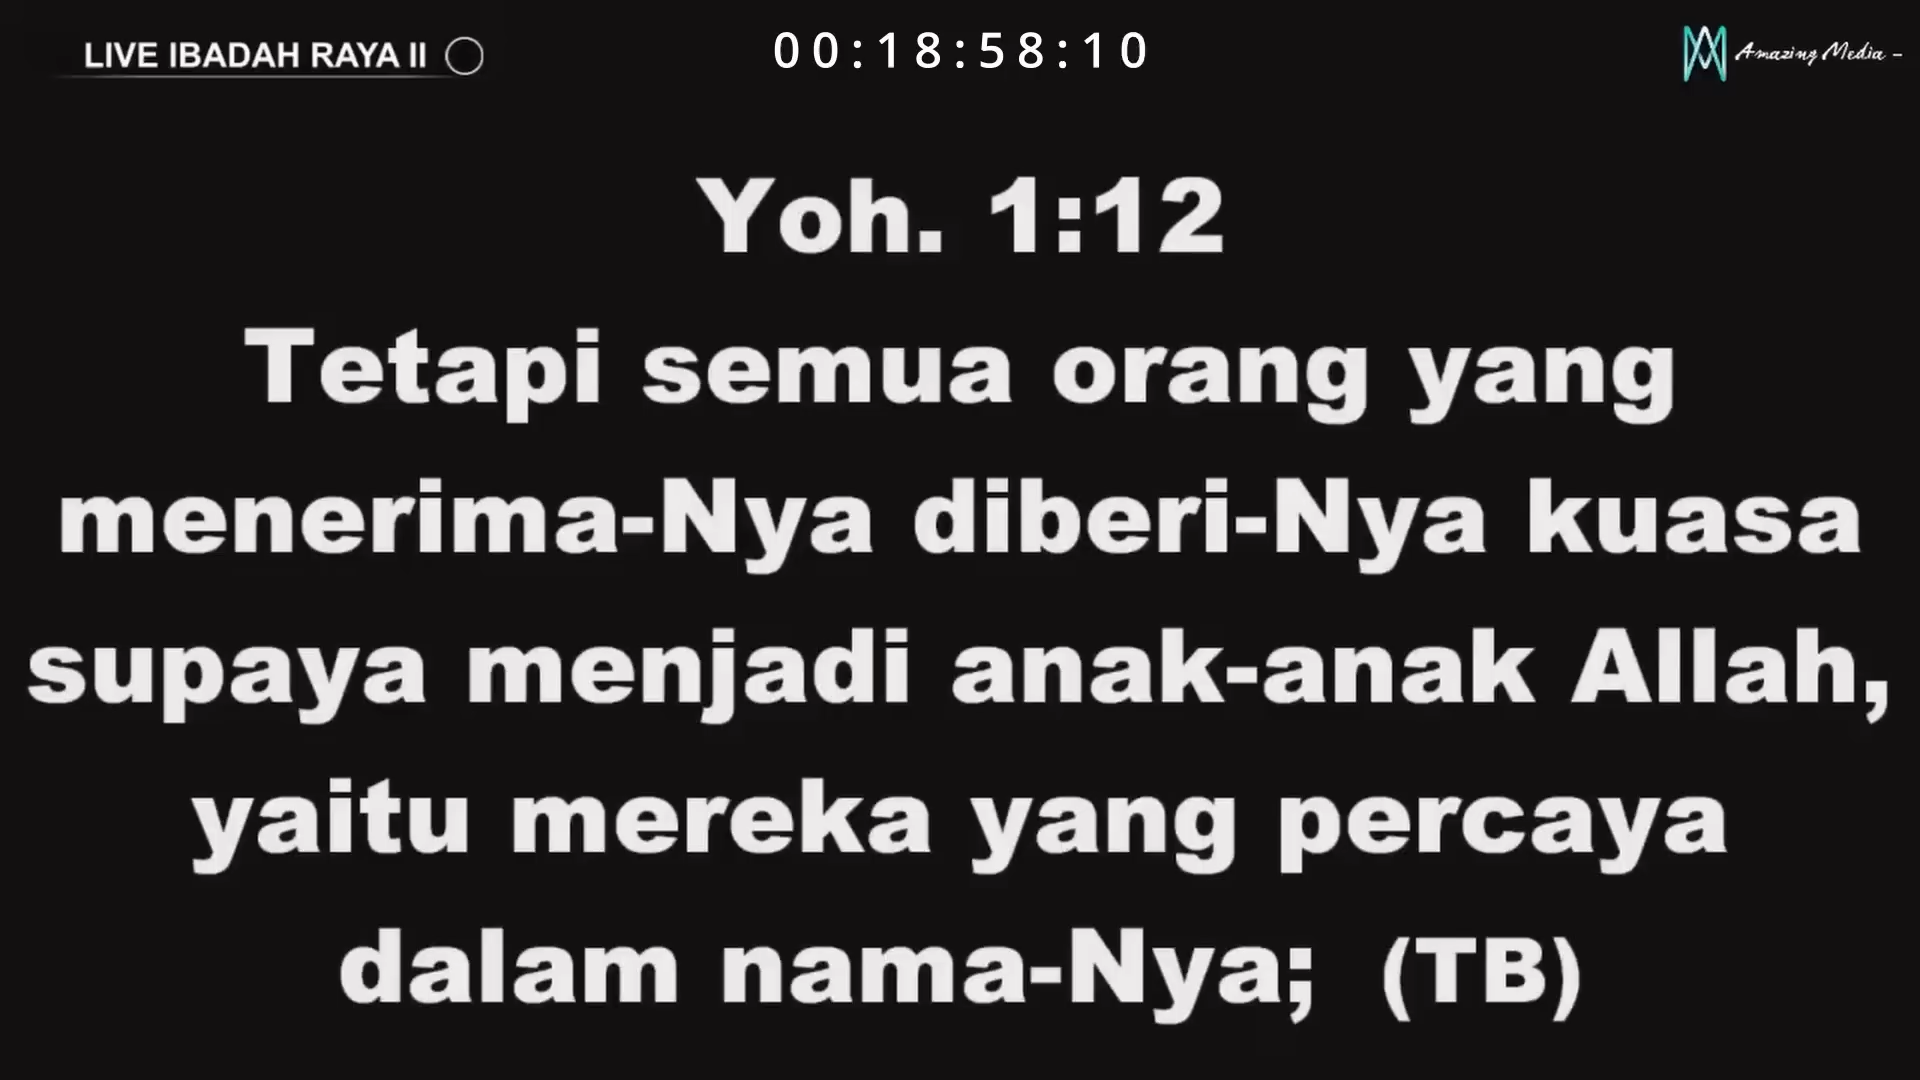 LIVE IBADAH RAYA II
00:18:58:10
Amazing Media -
Yoh. 1:12
Tetapi semua orang yang
menerima-Nya diberi-Nya kuasa
supaya menjadi anak-anak Allah,
yaitu mereka yang percaya
dalam nama-Nya; (TB)